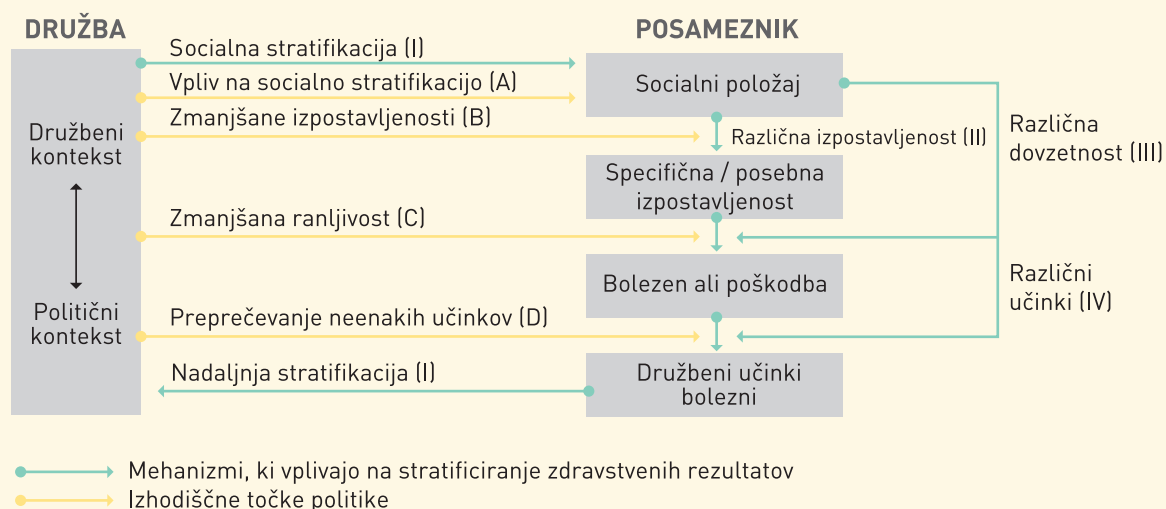 DRUŽBA
POSAMEZNIK
Socialna stratifikacija (I)
Vpliv na socialno stratifikacijo (A)
Zmanjšane izpostavljenosti (B)
Družbeni
kontekst
Zmanjšana ranljivost (C)
Politični
kontekst
Preprečevanje neenakih učinkov (D)
Nadaljnja stratifikacija (I)
Socialni položaj
Različna izpostavljenost (II)
Specifična / posebna
izpostavljenost
Bolezen ali poškodba
Družbeni učinki
bolezni
Različna
dovzetnost (III)
Različni
učinki (IV)
Mehanizmi, ki vplivajo na stratificiranje zdravstvenih rezultatov
Izhodiščne točke politike